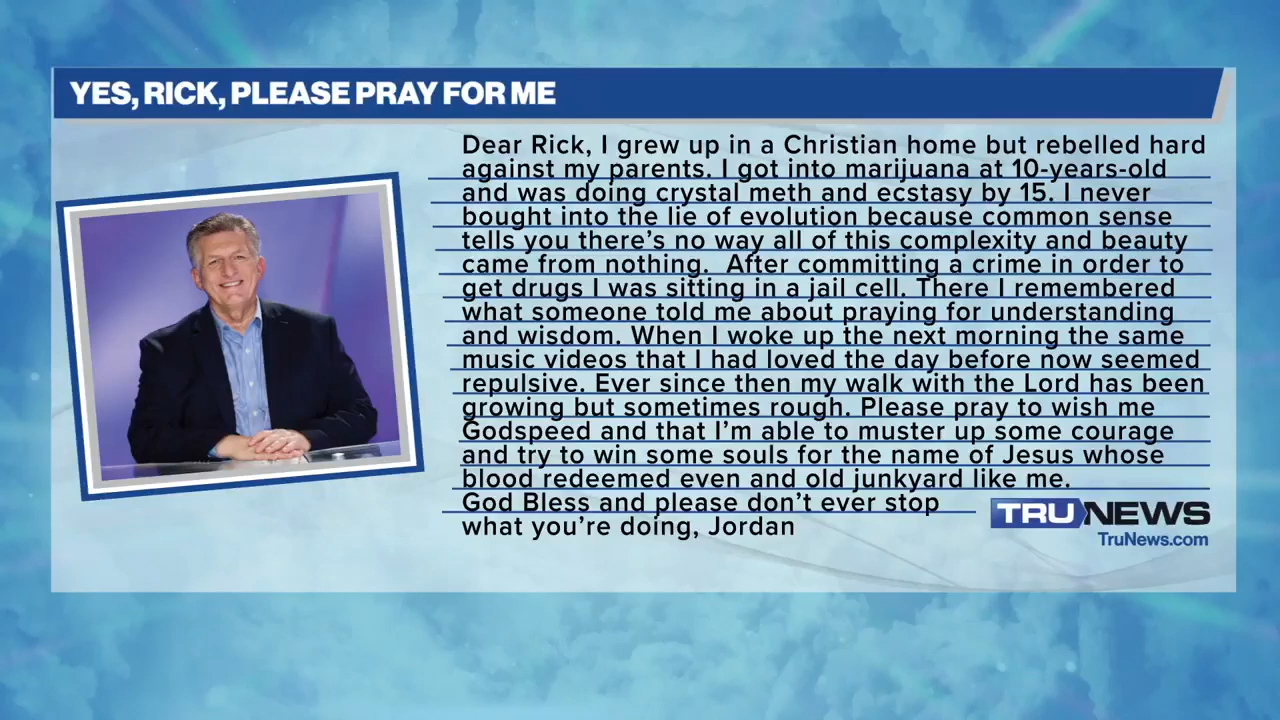 YES, RICK, PLEASE PRAY FOR ME
Dear Rick, I grew up in a Christian home but rebelled hard
against my parents. I got into marijuana at 10-years-old
and was doing crystal meth and ecstasy by 15. I never
bought into the lie of evolution because common sense
tells you there's no way all of this complexity and beauty
came from nothing.  After committing a crime in order to
get drugs I was sitting in a jail cell. There I remembered
what someone told me about praying for understanding
and wisdom. When I woke up the next morning the same
music videos that I had loved the day before now seemed
repulsive. Ever since then my walk with the Lord has been
growing but sometimes rough. Please pray to wish me
Godspeed and that I'm able to muster up some courage
and try to win some souls for the name of Jesus whose
blood redeemed even and old junkyard like me.
God Bless and please don't ever stop
what you're doing, Jordan
TRUNEWS
TruNews.com